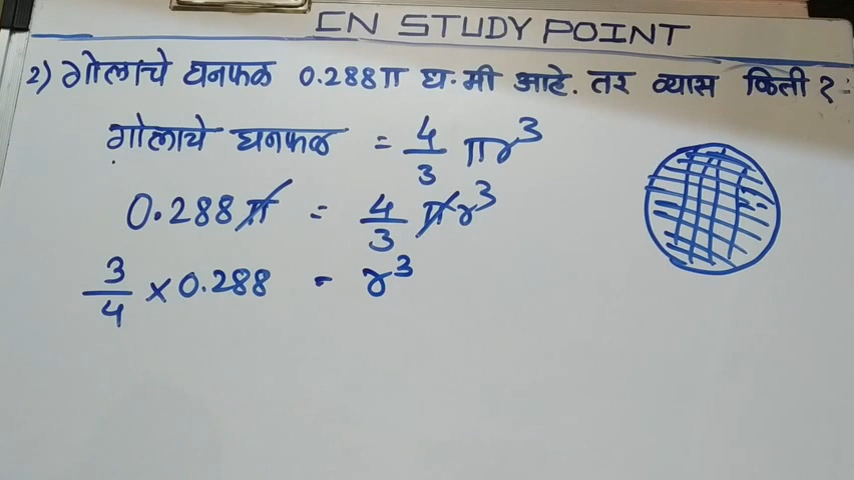 CN STUDY POINT
2) गोलाचे घनफळ 0.288π घ.मी आहे. तर व्यास किती ?
गोलाचे घनफळ = 4/3 πr³
0.288π = 4/3 πr³
3/4 × 0.288 = r³